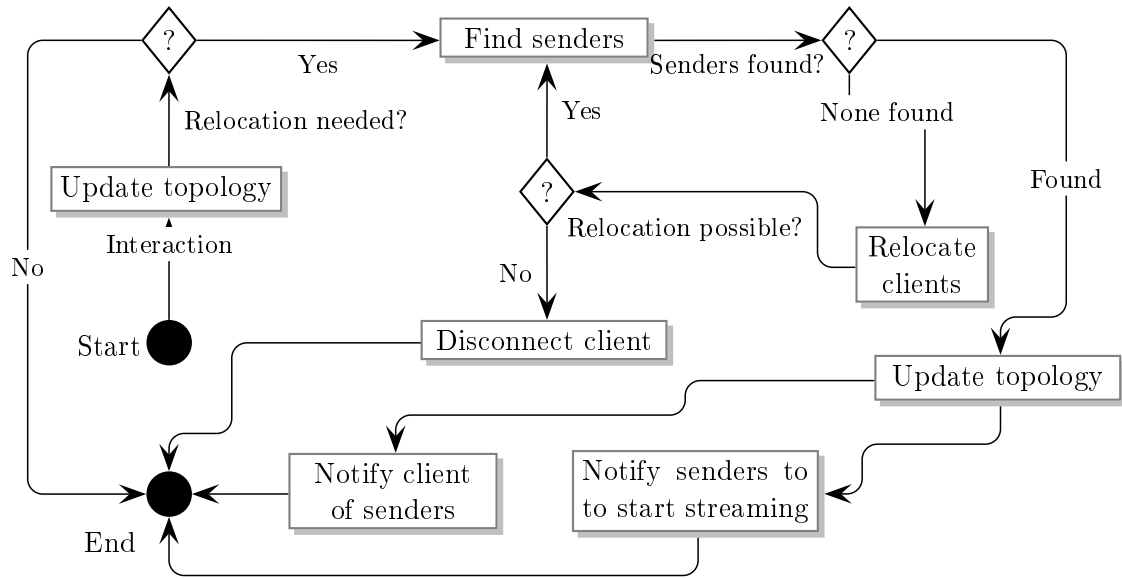 ?
Find senders
?
Yes
Senders found?
None found
Relocation needed?
Yes
Update topology
?
Found
Interaction
Relocation possible?
Relocate
clients
No
No
Start
Disconnect client
Update topology
Notify client
of senders
Notify senders to
to start streaming
End